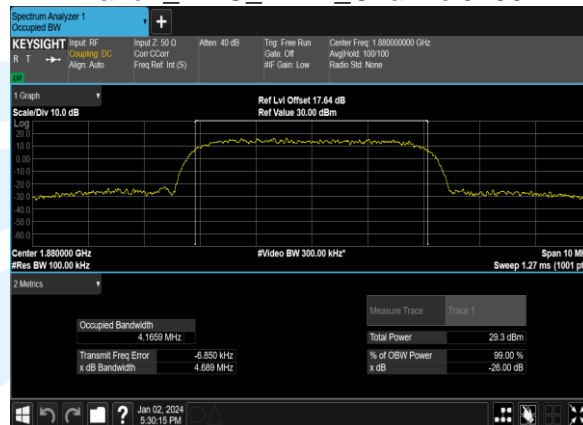 Spectrum Analyzer 1
Occupied BW
KEYSIGHT Input: RF Input Z: 50 Ω Atten: 40 dB Trig: Free Run Center Freq: 1.880000000 GHz
R T Coupling: DC Corr CCorr Gate: Off Avg|Hold: 100/100
Align: Auto Freq Ref: Int (S) #IF Gain: Low Radio Std: None
1 Graph
Ref Lvl Offset 17.64 dB
Scale/Div 10.0 dB Ref Value 30.00 dBm
Log
20.0
10.0
0.00
-10.0
-20.0
-30.0
-40.0
-50.0
-60.0
Center 1.880000 GHz #Video BW 300.00 kHz* Span 10 M
#Res BW 100.00 kHz Sweep 1.27 ms (1001 pt
2 Metrics
Measure Trace Trace 1
Occupied Bandwidth
4.1659 MHz
Total Power 29.3 dBm
Transmit Freq Error -6.850 kHz % of OBW Power 99.00 %
x dB Bandwidth 4.689 MHz x dB -26.00 dB
?
Jan 02, 2024
5:30:15 PM